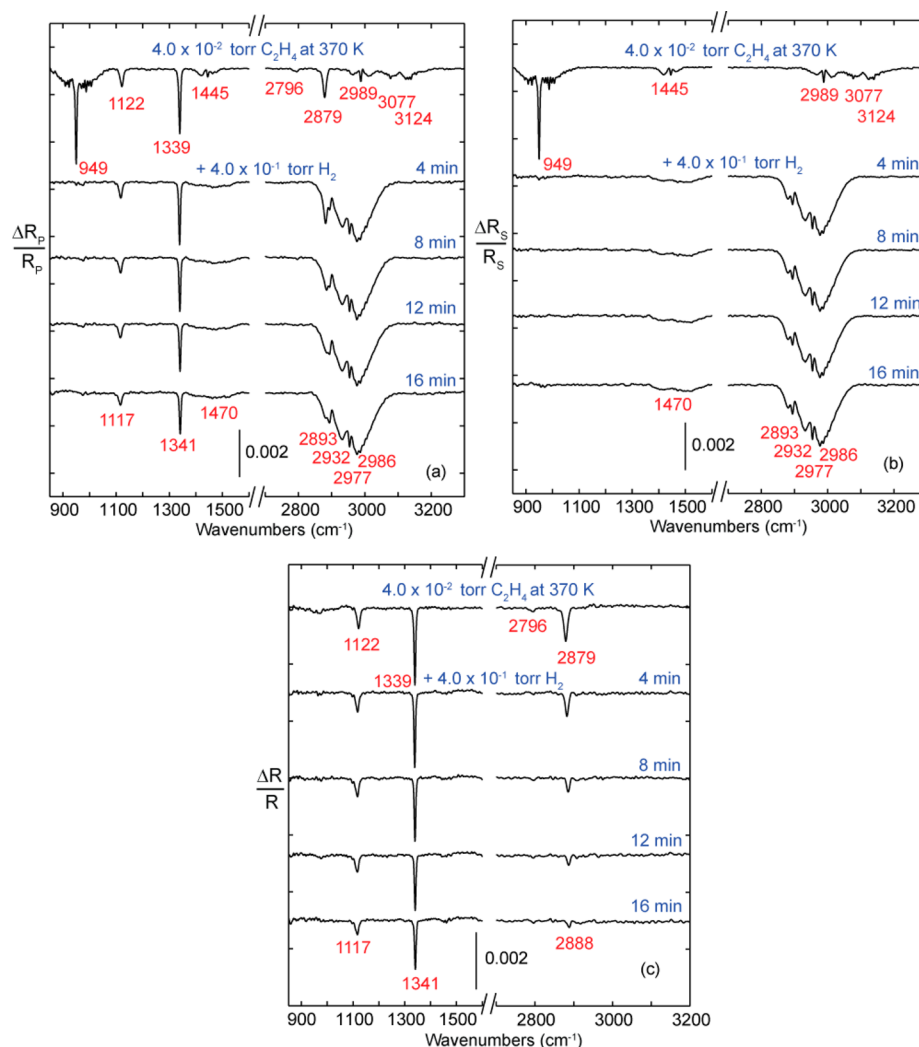 4.0 x 10⁻² torr C₂H₄ at 370 K
1122
1445
2796
2879
2989
3077
3124
1339
949
+ 4.0 x 10⁻¹ torr H₂
4 min
ΔR_P
R_P
8 min
12 min
16 min
1117
1341
1470
0.002
2893
2932
2977
2986
(a)
900 1100 1300 1500 2800 3000 3200
Wavenumbers (cm⁻¹)
4.0 x 10⁻² torr C₂H₄ at 370 K
1445
2989
3077
3124
949
+ 4.0 x 10⁻¹ torr H₂
4 min
ΔR_S
R_S
8 min
12 min
16 min
1470
0.002
2893
2932
2977
2986
(b)
900 1100 1300 1500 2800 3000 3200
Wavenumbers (cm⁻¹)
4.0 x 10⁻² torr C₂H₄ at 370 K
1122
2796
2879
1339
+ 4.0 x 10⁻¹ torr H₂
4 min
8 min
ΔR
R
12 min
16 min
1117
1341
0.002
2888
(c)
900 1100 1300 1500 2800 3000 3200
Wavenumbers (cm⁻¹)